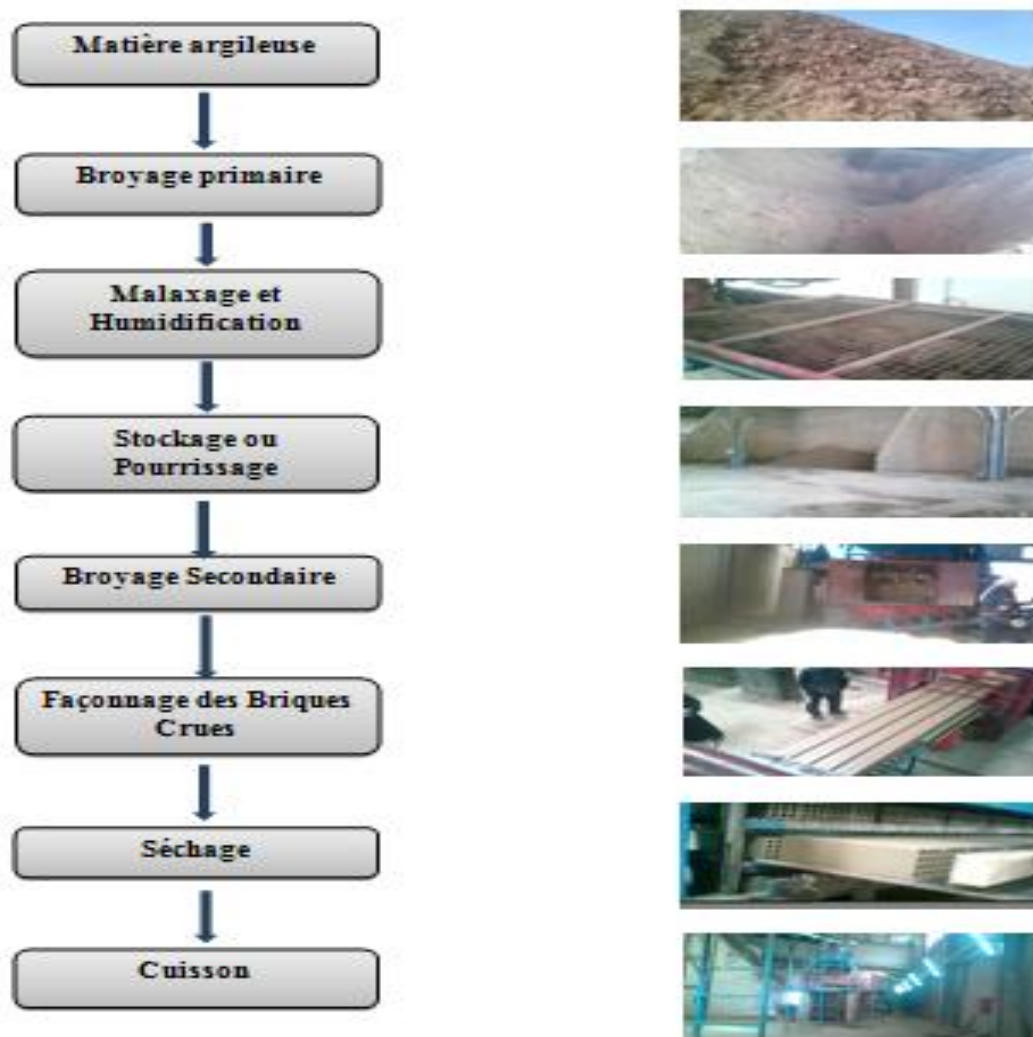 Matière argileuse
Broyage primaire
Malaxage et
Humidification
Stockage ou
Pourrissage
Broyage Secondaire
Façonnage des Briques
Crues
Séchage
Cuisson